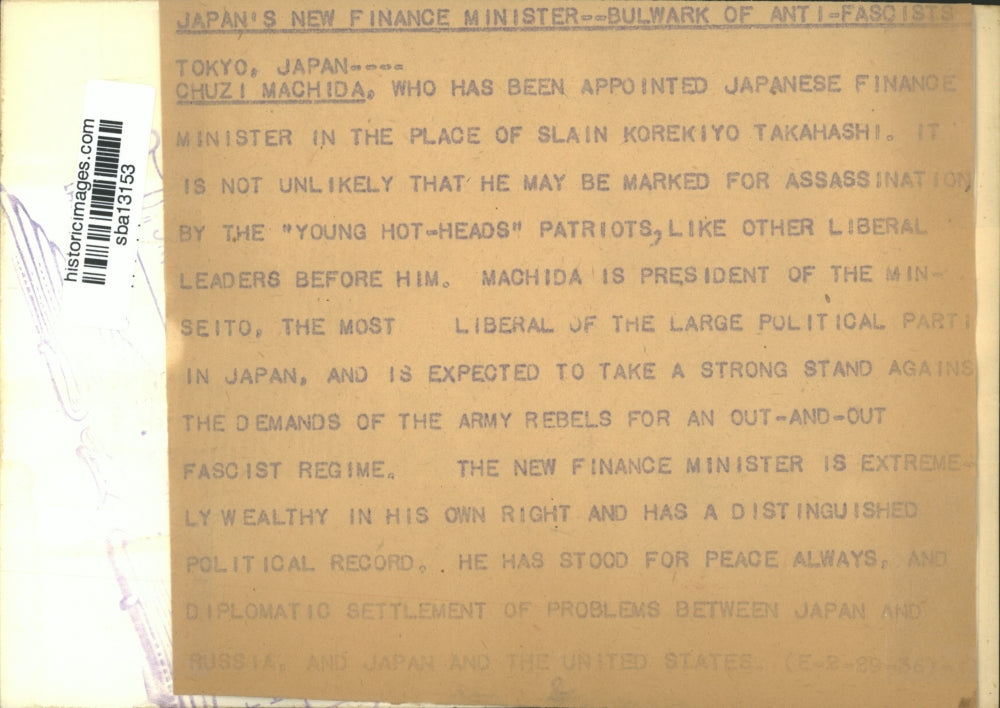 JAPAN'S NEW FINANCE MINISTER--BULWARK OF ANTI-FASCISTS
TOKYO, JAPAN----
CHUZI MACHIDA, WHO HAS BEEN APPOINTED JAPANESE FINANCE
MINISTER IN THE PLACE OF SLAIN KOREKIYO TAKAHASHI. IT
IS NOT UNLIKELY THAT HE MAY BE MARKED FOR ASSASSINATION
BY THE "YOUNG HOT-HEADS" PATRIOTS, LIKE OTHER LIBERAL
LEADERS BEFORE HIM. MACHIDA IS PRESIDENT OF THE MIN-
SEITO, THE MOST LIBERAL OF THE LARGE POLITICAL PARTI
IN JAPAN, AND IS EXPECTED TO TAKE A STRONG STAND AGAINS
THE DEMANDS OF THE ARMY REBELS FOR AN OUT-AND-OUT
FASCIST REGIME. THE NEW FINANCE MINISTER IS EXTREME-
LY WEALTHY IN HIS OWN RIGHT AND HAS A DISTINGUISHED
POLITICAL RECORD. HE HAS STOOD FOR PEACE ALWAYS, AND
DIPLOMATIC SETTLEMENT OF PROBLEMS BETWEEN JAPAN AND
RUSSIA, AND JAPAN AND THE UNITED STATES. (E-2-29-36)
historicimages.com
sba13153